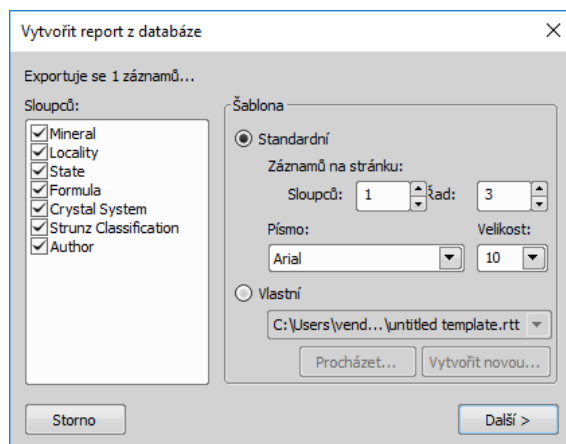 Vytvořit report z databáze
Exportuje se 1 záznamů...
Sloupců:
Mineral
Locality
State
Formula
Crystal System
Strunz Classification
Author
Šablona
Standardní
Záznamů na stránku:
Sloupců: 1 Řad: 3
Písmo: Velikost:
Arial 10
Vlastní
C:\Users\vend...\untitled template.rtt
Procházet... Vytvořit novou...
Storno Další >